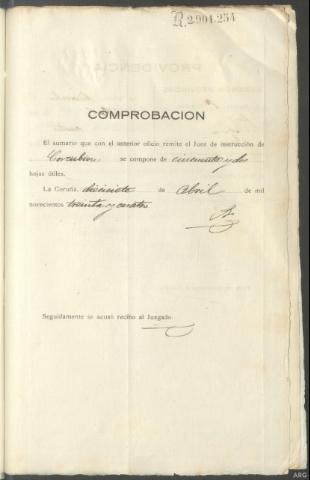 R.2.904.254
COMPROBACION
El sumario que con el anterior oficio remite el Juez de instrucción de
Corcubion se compone de cincuenta y dos
hojas útiles.
La Coruña, diecisiete de abril de mil
novecientos treinta y cuatro
Seguidamente se acusó recibo al Juzgado.
ARG